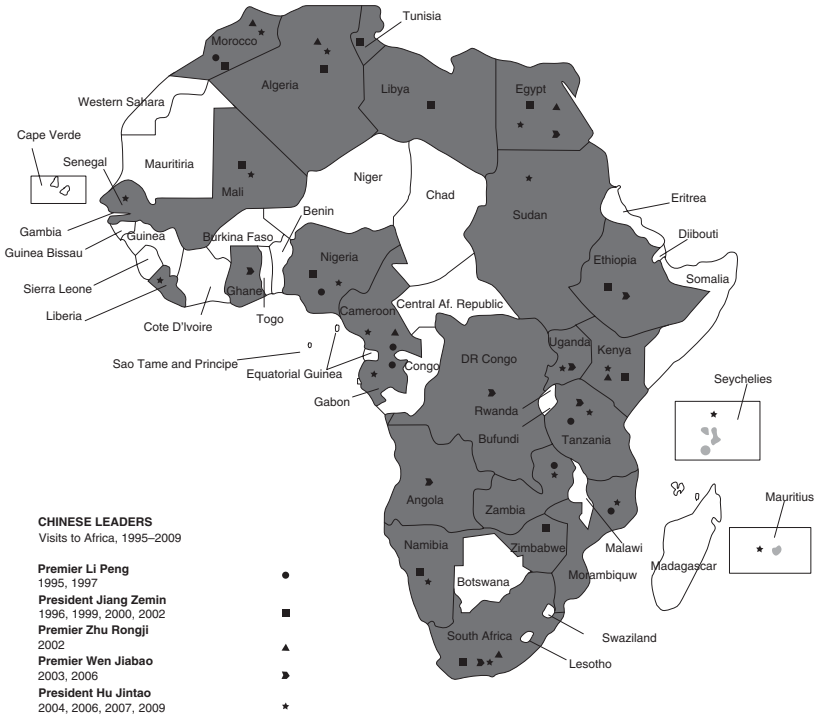 Tunisia
Morocco
Algeria
Libya
Egypt
Western Sahara
Cape Verde
Senegal
Mauritiria
Mali
Niger
Chad
Sudan
Eritrea
Benin
Gambia
Guinea
Burkina Faso
Djibouti
Guinea Bissau
Nigeria
Ethiopia
Somalia
Sierra Leone
Ghane
Central Af. Republic
Cameroon
Liberia
Togo
Cote D'lvoire
Uganda
Kenya
Sao Tame and Principe
DR Congo
Congo
Equatorial Guinea
Seychelies
Gabon
Rwanda
Bufundi
Tanzania
Angola
Zambia
Mauritius
CHINESE LEADERS
Visits to Africa, 1995–2009
Namibia
Zimbabwe
Malawi
Madagascar
Morambiquw
Botswana
Premier Li Peng
1995, 1997
President Jiang Zemin
1996, 1999, 2000, 2002
Premier Zhu Rongji
2002
Premier Wen Jiabao
2003, 2006
President Hu Jintao
2004, 2006, 2007, 2009
South Africa
Swaziland
Lesotho